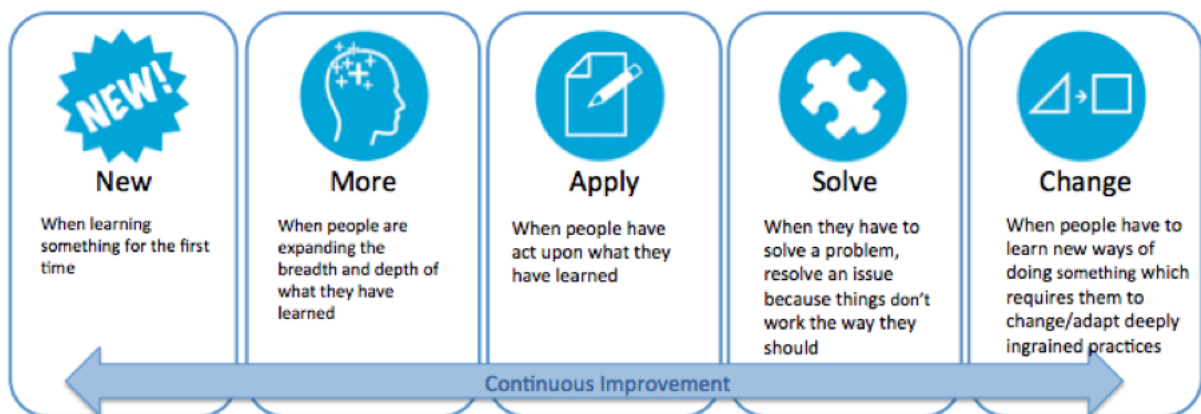 NEW!
New
When learning
something for the first
time
More
When people are
expanding the
breadth and depth of
what they have
learned
Apply
When people have
act upon what they
have learned
Solve
When they have to
solve a problem,
resolve an issue
because things don't
work the way they
should
Change
When people have to
learn new ways of
doing something which
requires them to
change/adapt deeply
ingrained practices
Continuous Improvement